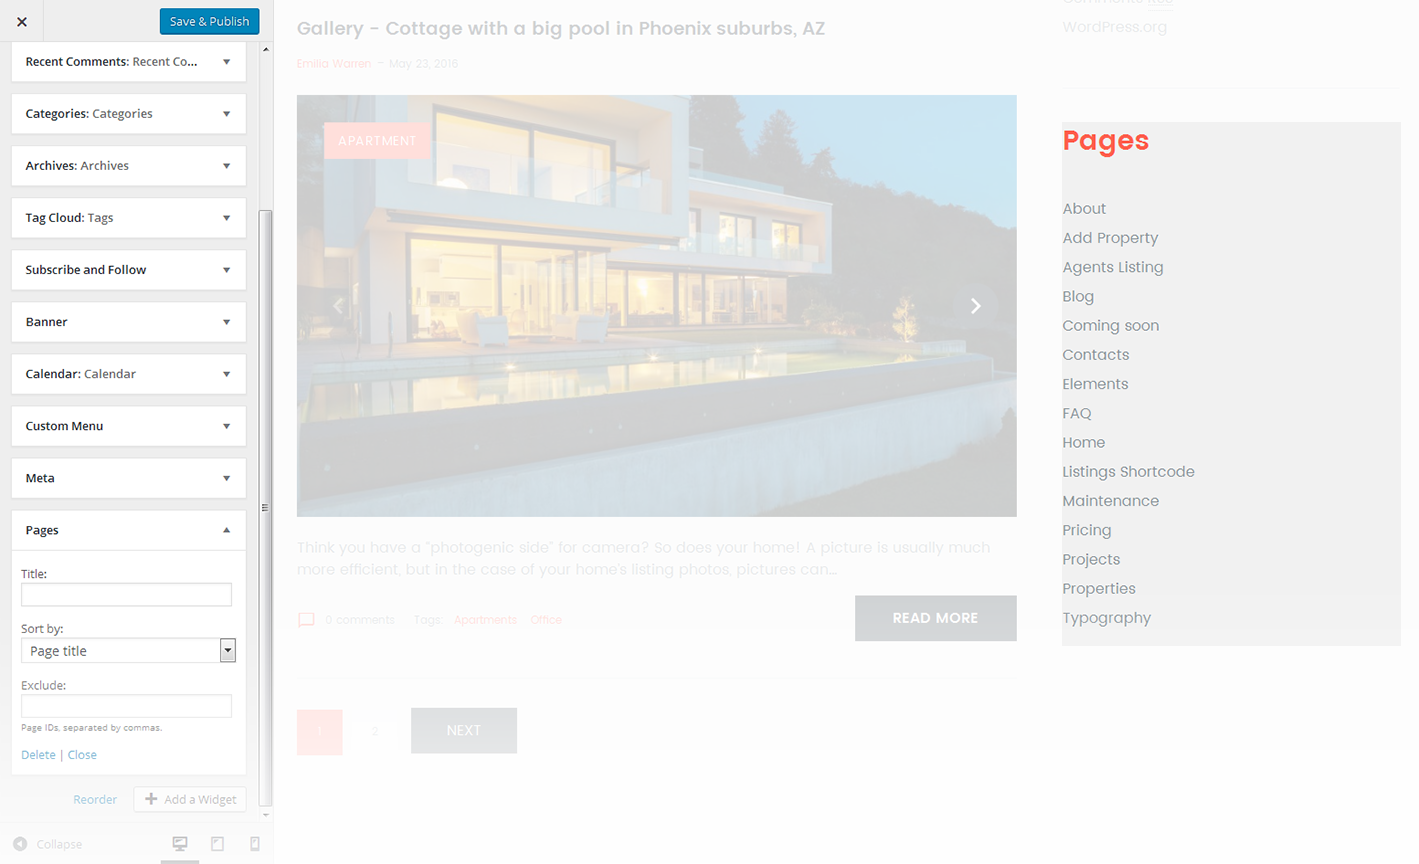 Save & Publish
Recent Comments: Recent Co...
Categories: Categories
Archives: Archives
Tag Cloud: Tags
Subscribe and Follow
Banner
Calendar: Calendar
Custom Menu
Meta
Pages
Title:
Sort by:
Page title
Exclude:
Page IDs, separated by commas.
Delete | Close
Reorder
Add a Widget
Collapse
Gallery - Cottage with a big pool in Phoenix suburbs, AZ
Emilia Warren - May 23, 2016
APARTMENT
Think you have a "photogenic side" for camera? So does your home! A picture is usually much
more efficient, but in the case of your home's listing photos, pictures can...
0 comments Tags: Apartments Office
READ MORE
1 2 NEXT
Comments RSS
WordPress.org
Pages
About
Add Property
Agents Listing
Blog
Coming soon
Contacts
Elements
FAQ
Home
Listings Shortcode
Maintenance
Pricing
Projects
Properties
Typography